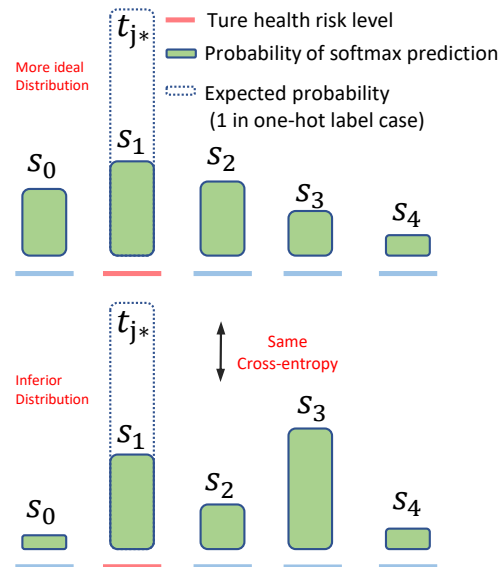 t_j*
Ture health risk level
More ideal
Distribution
Probability of softmax prediction
Expected probability
(1 in one-hot label case)
s_0
s_1
s_2
s_3
s_4
t_j*
Same
Cross-entropy
Inferior
Distribution
s_0
s_1
s_2
s_3
s_4